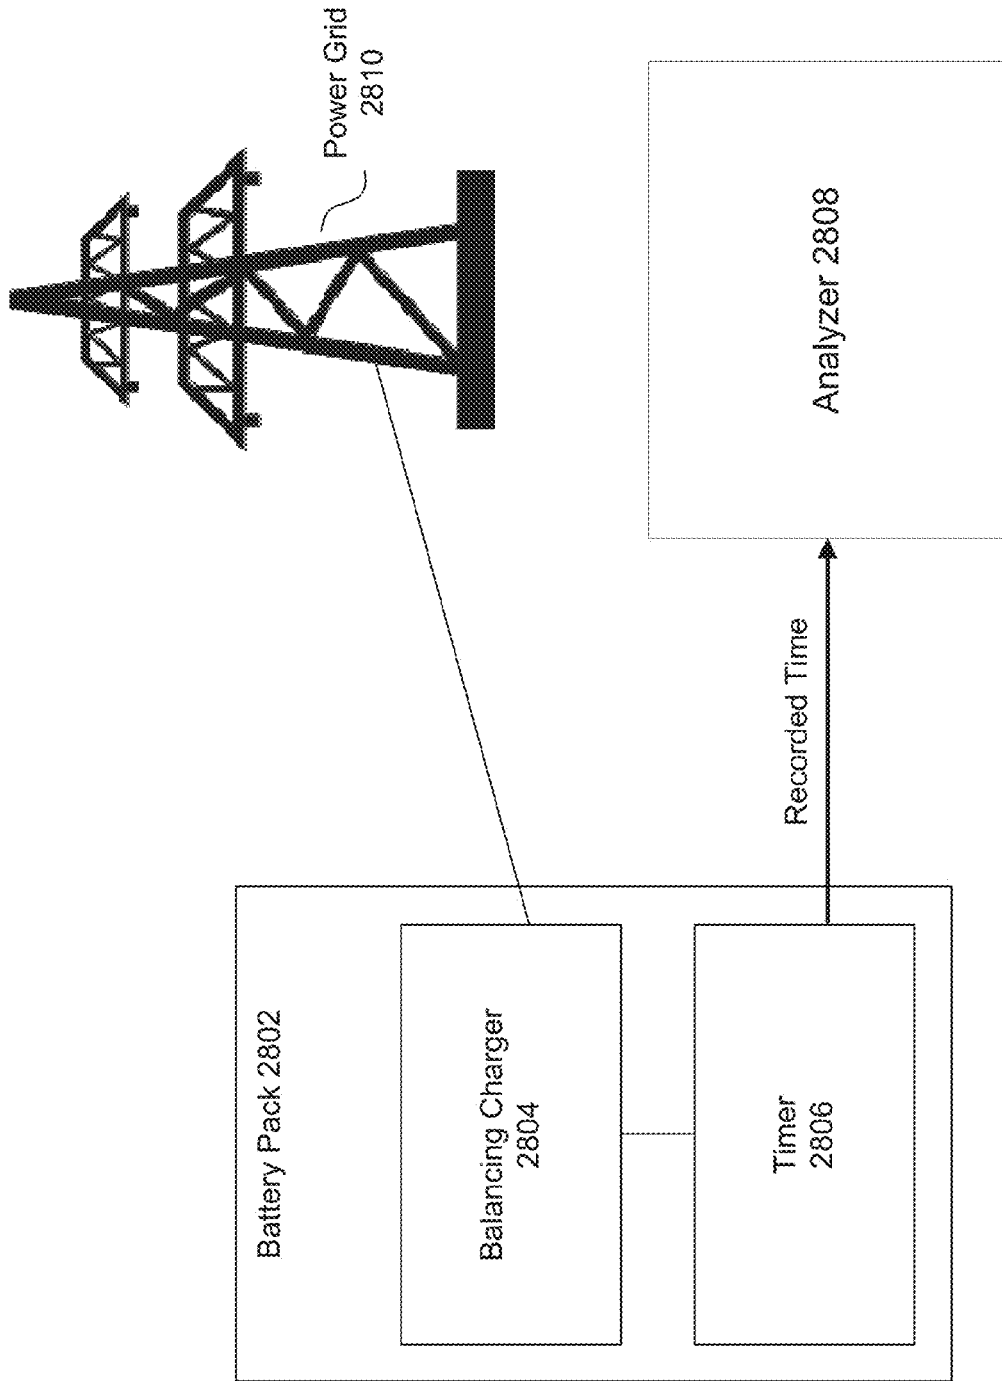 Power Grid
2810
Battery Pack 2802
Balancing Charger
2804
Timer
2806
Recorded Time
Analyzer 2808